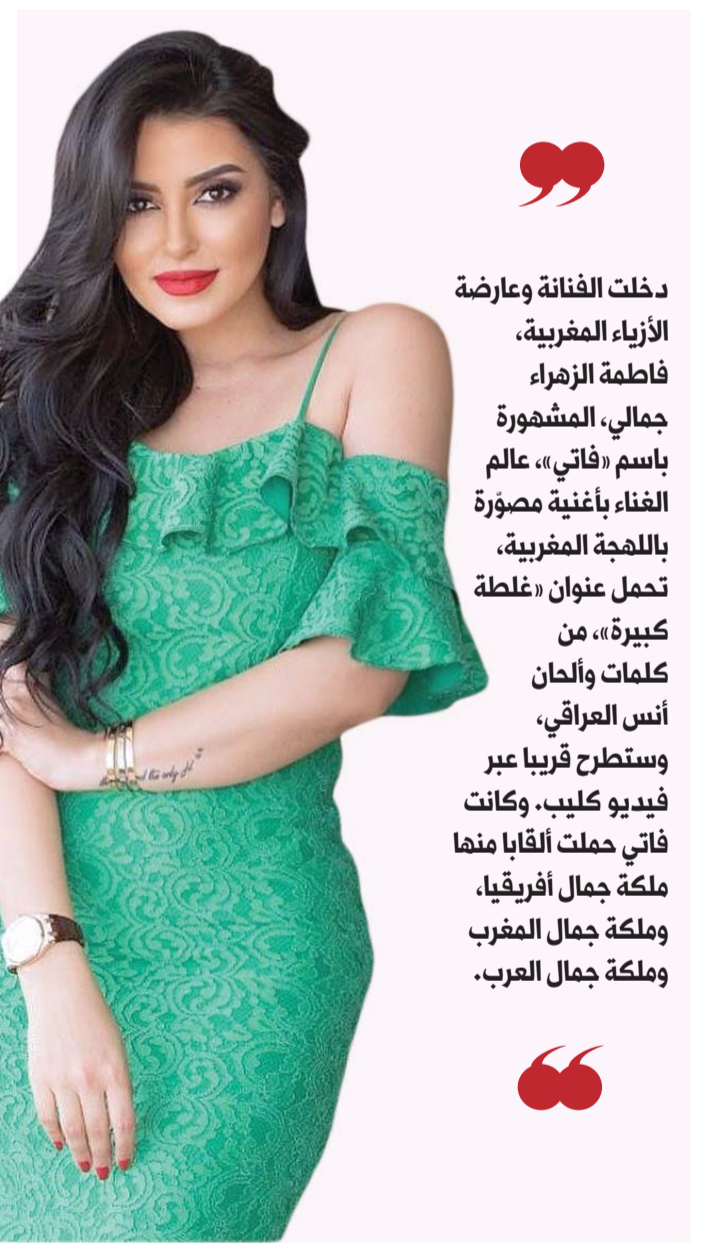 دخلت الفنانة وعارضة
الأزياء المغربية،
فاطمة الزهراء
جمالي، المشهورة
باسم «فاتي»، عالم
الغناء بأغنية مصوّرة
باللهجة المغربية،
تحمل عنوان «غلطة
كبيرة»، من
كلمات وألحان
أنس العراقي،
وستطرح قريبا عبر
فيديو كليب. وكانت
فاتي حملت ألقابا منها
ملكة جمال أفريقيا،
وملكة جمال المغرب
وملكة جمال العرب.
the only